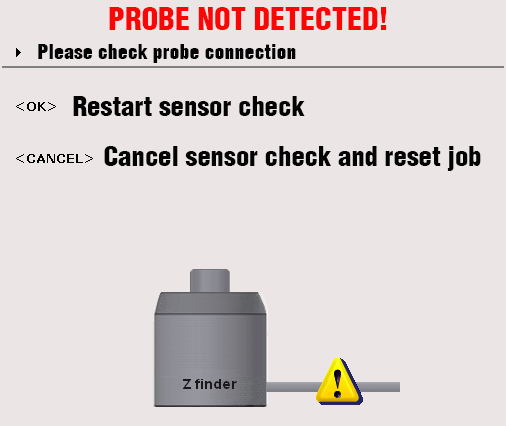 PROBE NOT DETECTED!
Please check probe connection
<OK> Restart sensor check
<CANCEL> Cancel sensor check and reset job
Z finder